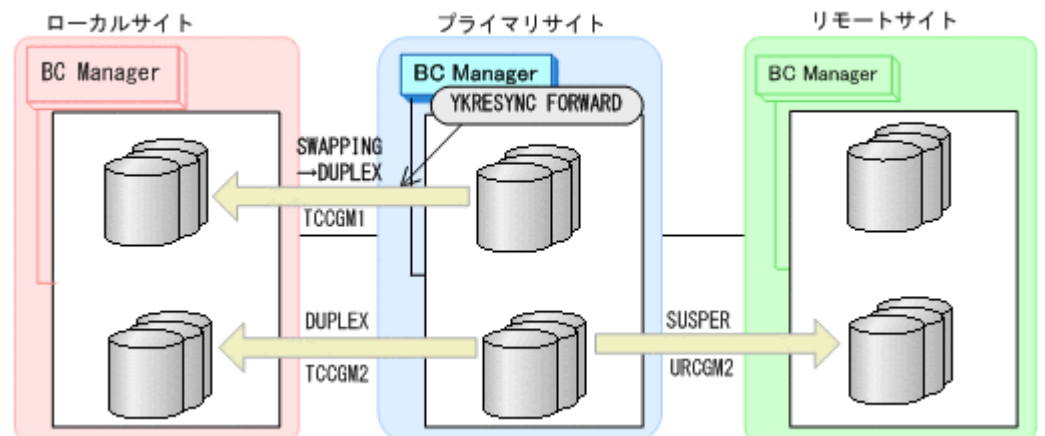 ローカルサイト
プライマリサイト
リモートサイト
BC Manager
BC Manager
BC Manager
YKRESYNC FORWARD
SWAPPING
→DUPLEX
TCCGM1
DUPLEX
TCCGM2
SUSPER
URCGM2